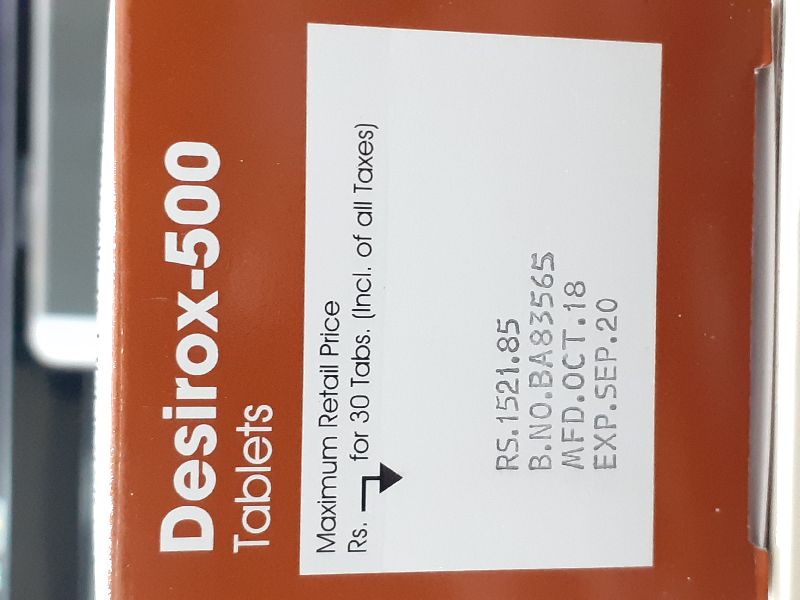 Desirox-500
Tablets
Maximum Retail Price
Rs. for 30 Tabs. (Incl. of all Taxes)
RS.1521.85
B.NO.BA83565
MFD.OCT.18
EXP.SEP.20